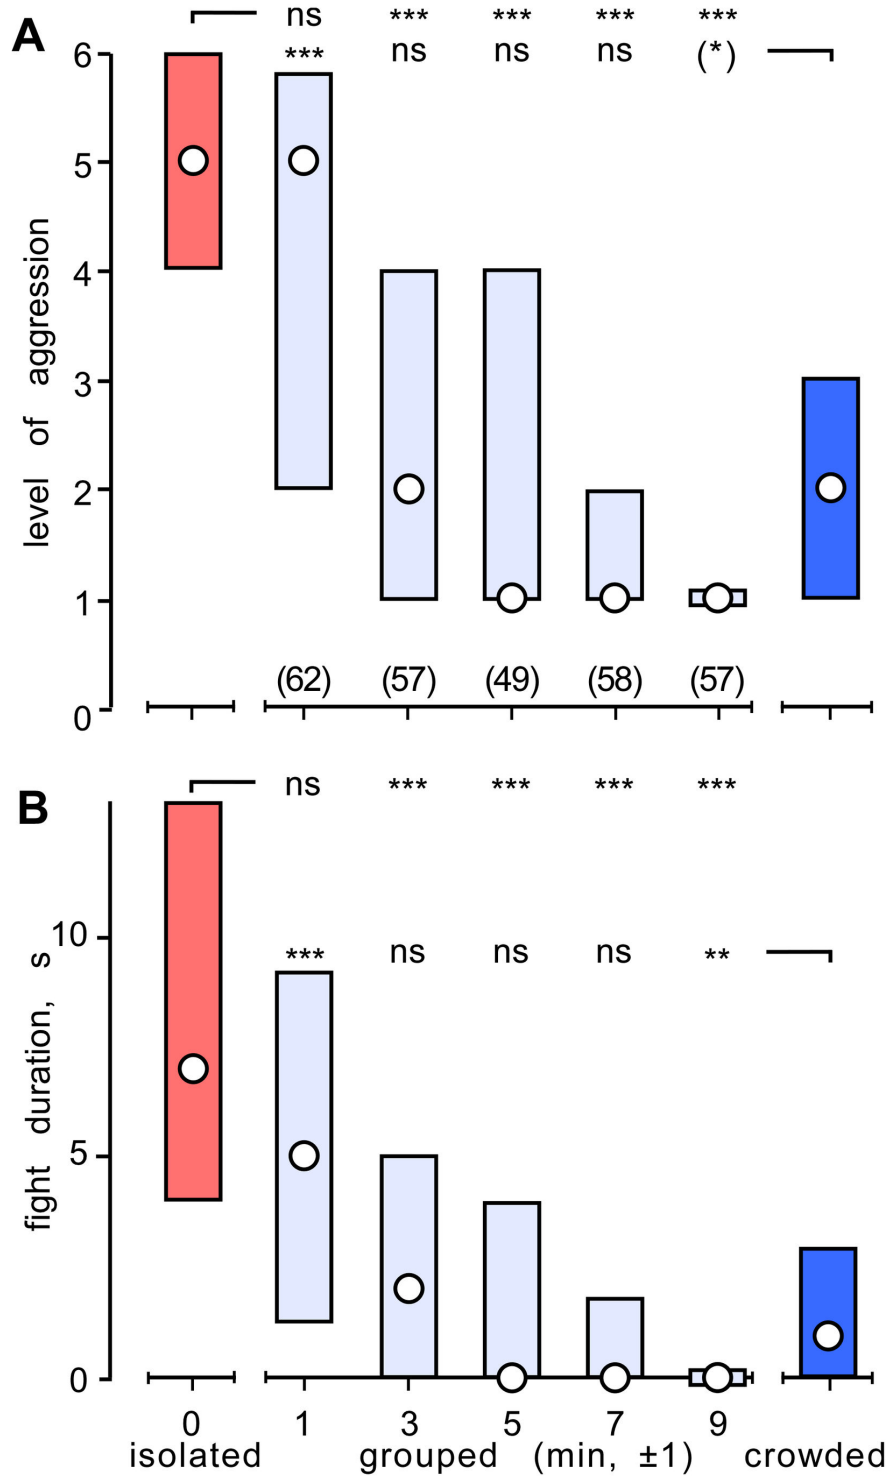 A
ns *** *** *** ***
*** ns ns ns (*)
6
5
4
3
2
1
0
level of aggression
(62) (57) (49) (58) (57)
B
ns *** *** *** ***
*** ns ns ns **
10
5
0
fight duration, s
0 1 3 5 7 9
isolated grouped (min, ±1) crowded